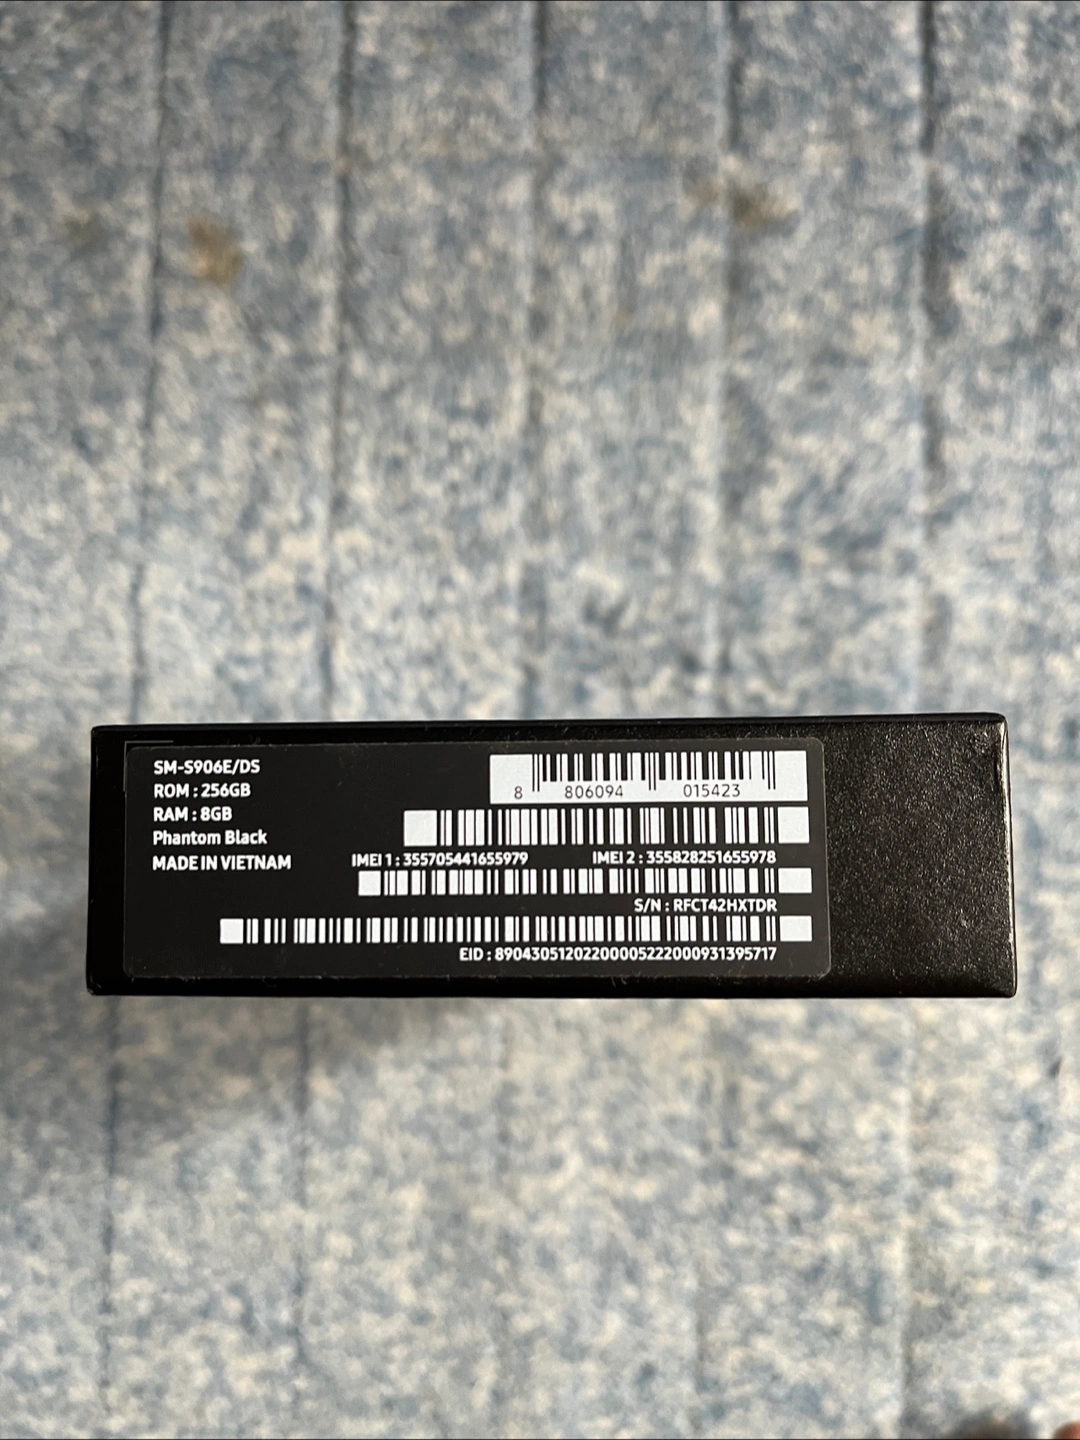 SM-S906E/DS
ROM : 256GB
RAM : 8GB
Phantom Black
MADE IN VIETNAM
8 806094 015423
IMEI 1 : 355705441655979 IMEI 2 : 355828251655978
S/N : RFCT42HXTDR
EID : 89043051202200005222000931395717